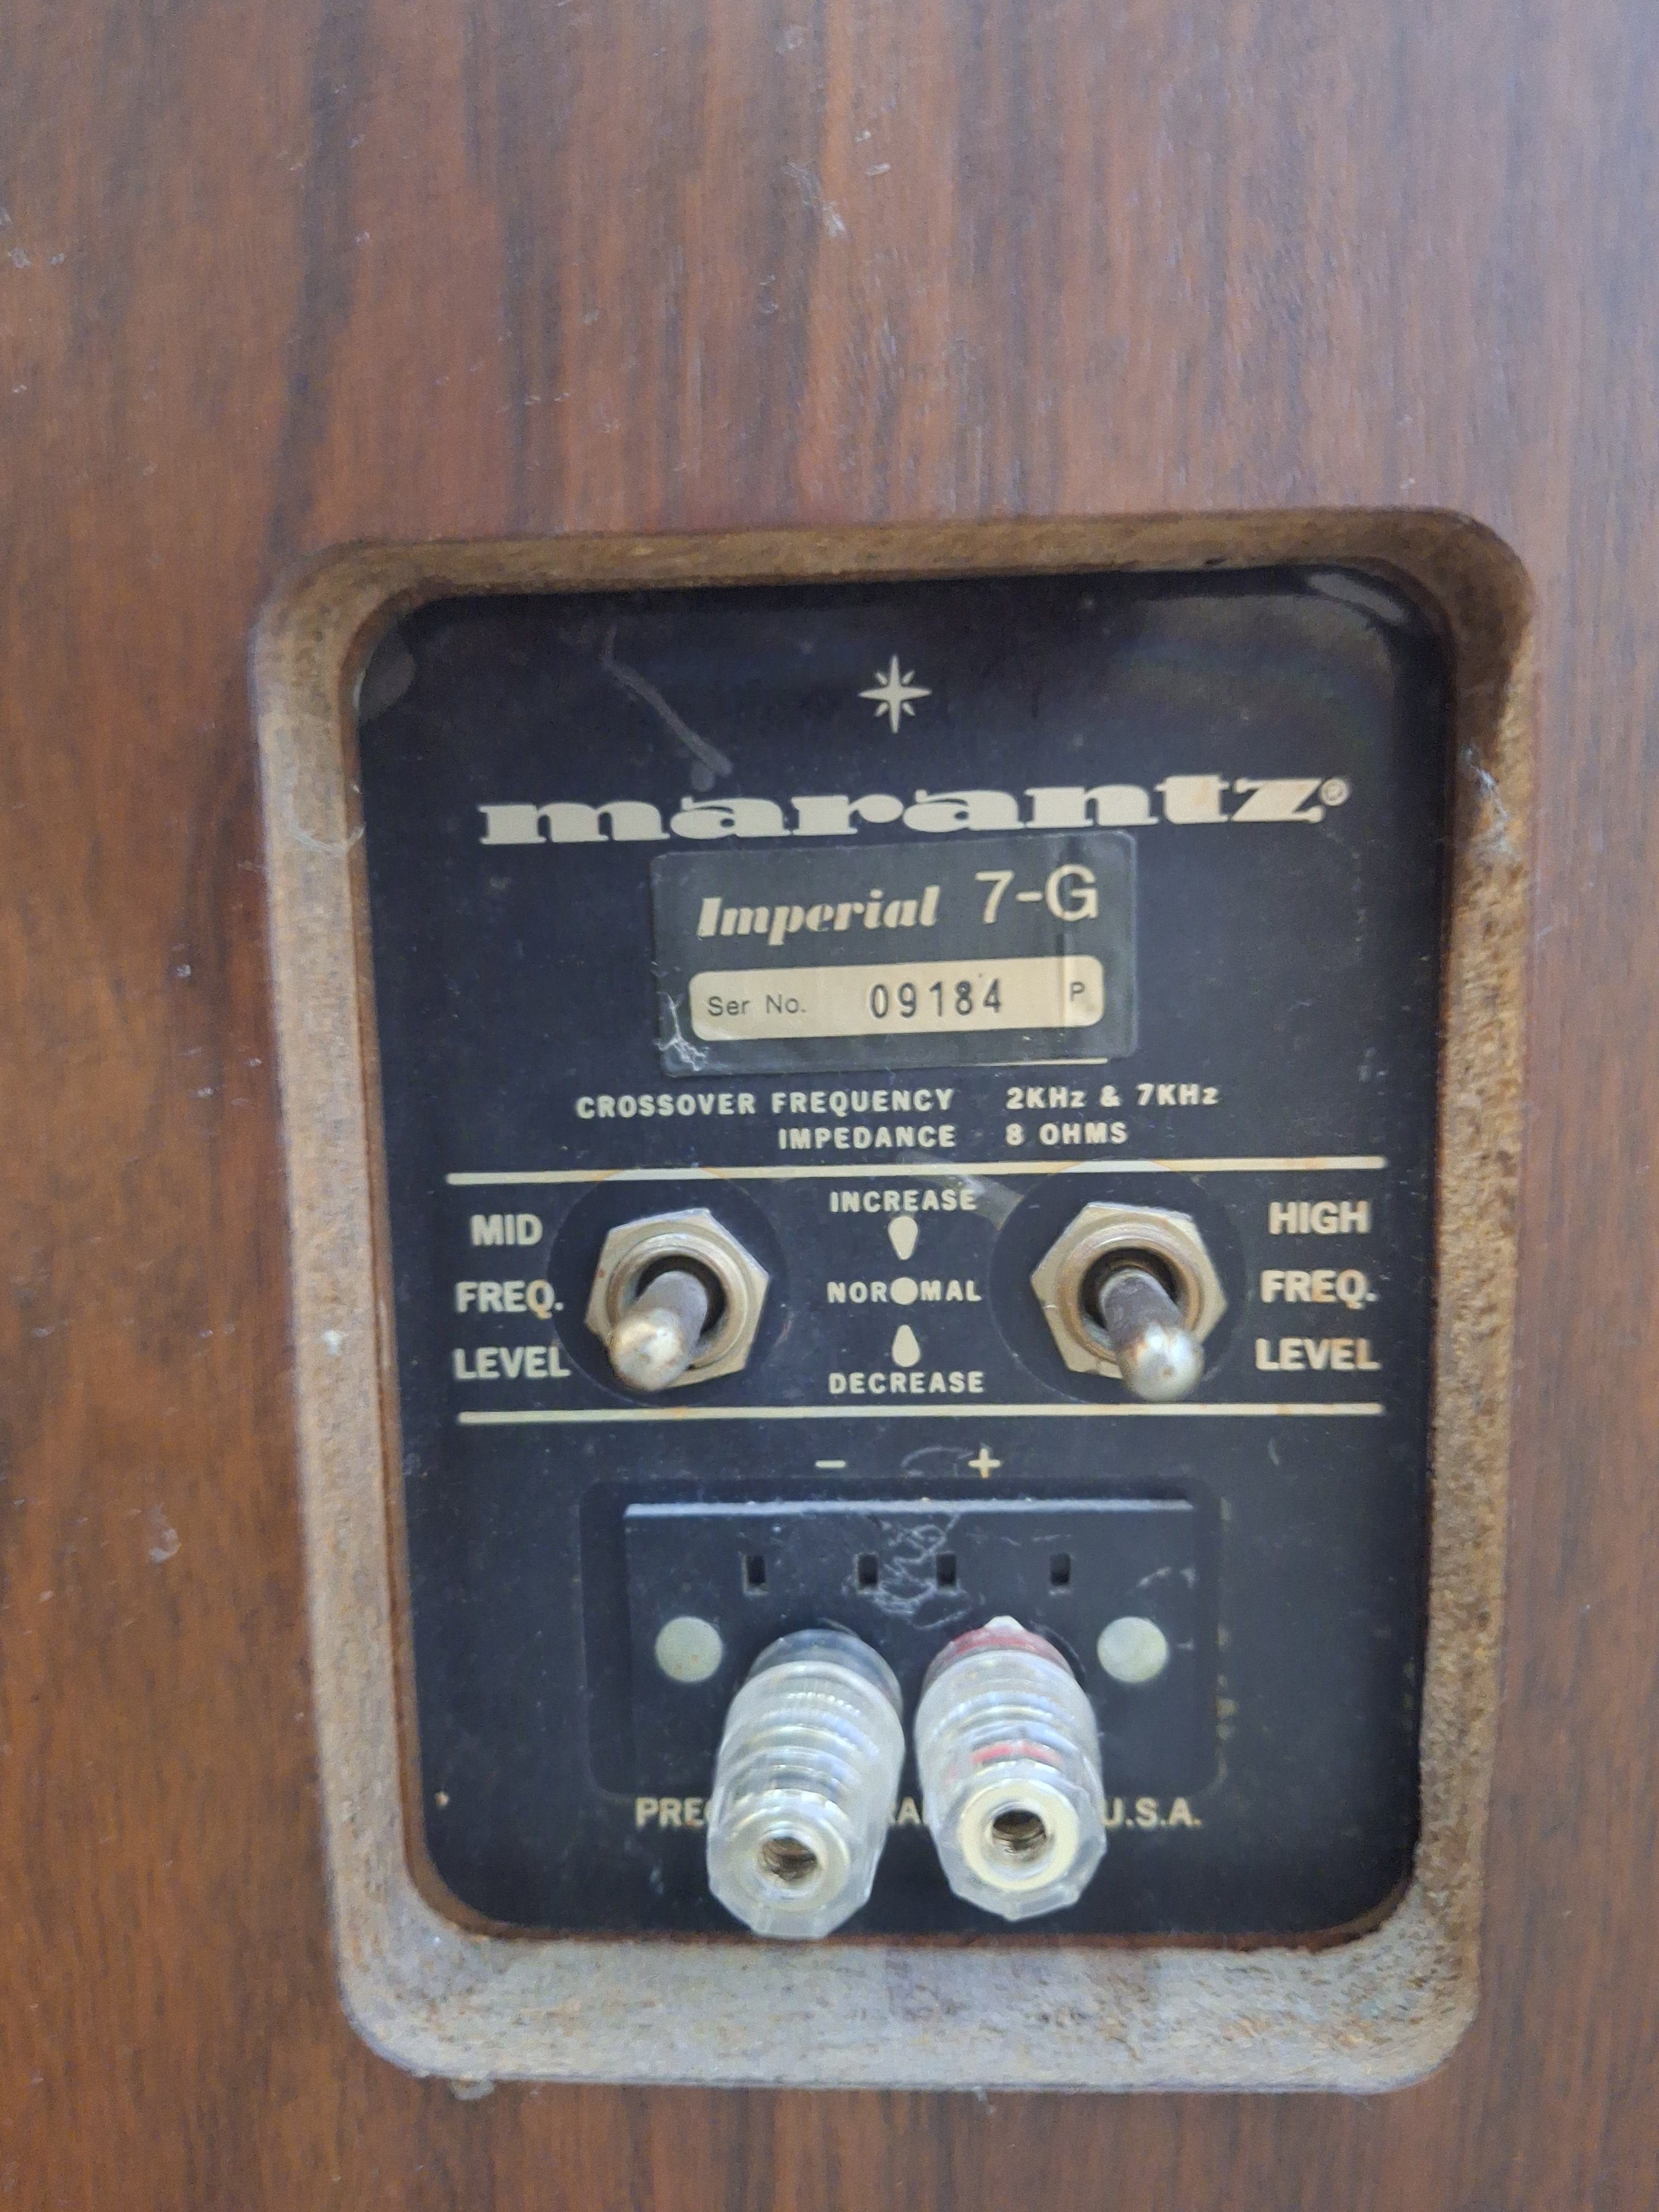 marantz®
Imperial 7-G
Ser No. 09184 P
CROSSOVER FREQUENCY 2KHz & 7KHz
IMPEDANCE 8 OHMS
MID FREQ. LEVEL
INCREASE
NORMAL
DECREASE
HIGH FREQ. LEVEL
- +
U.S.A.